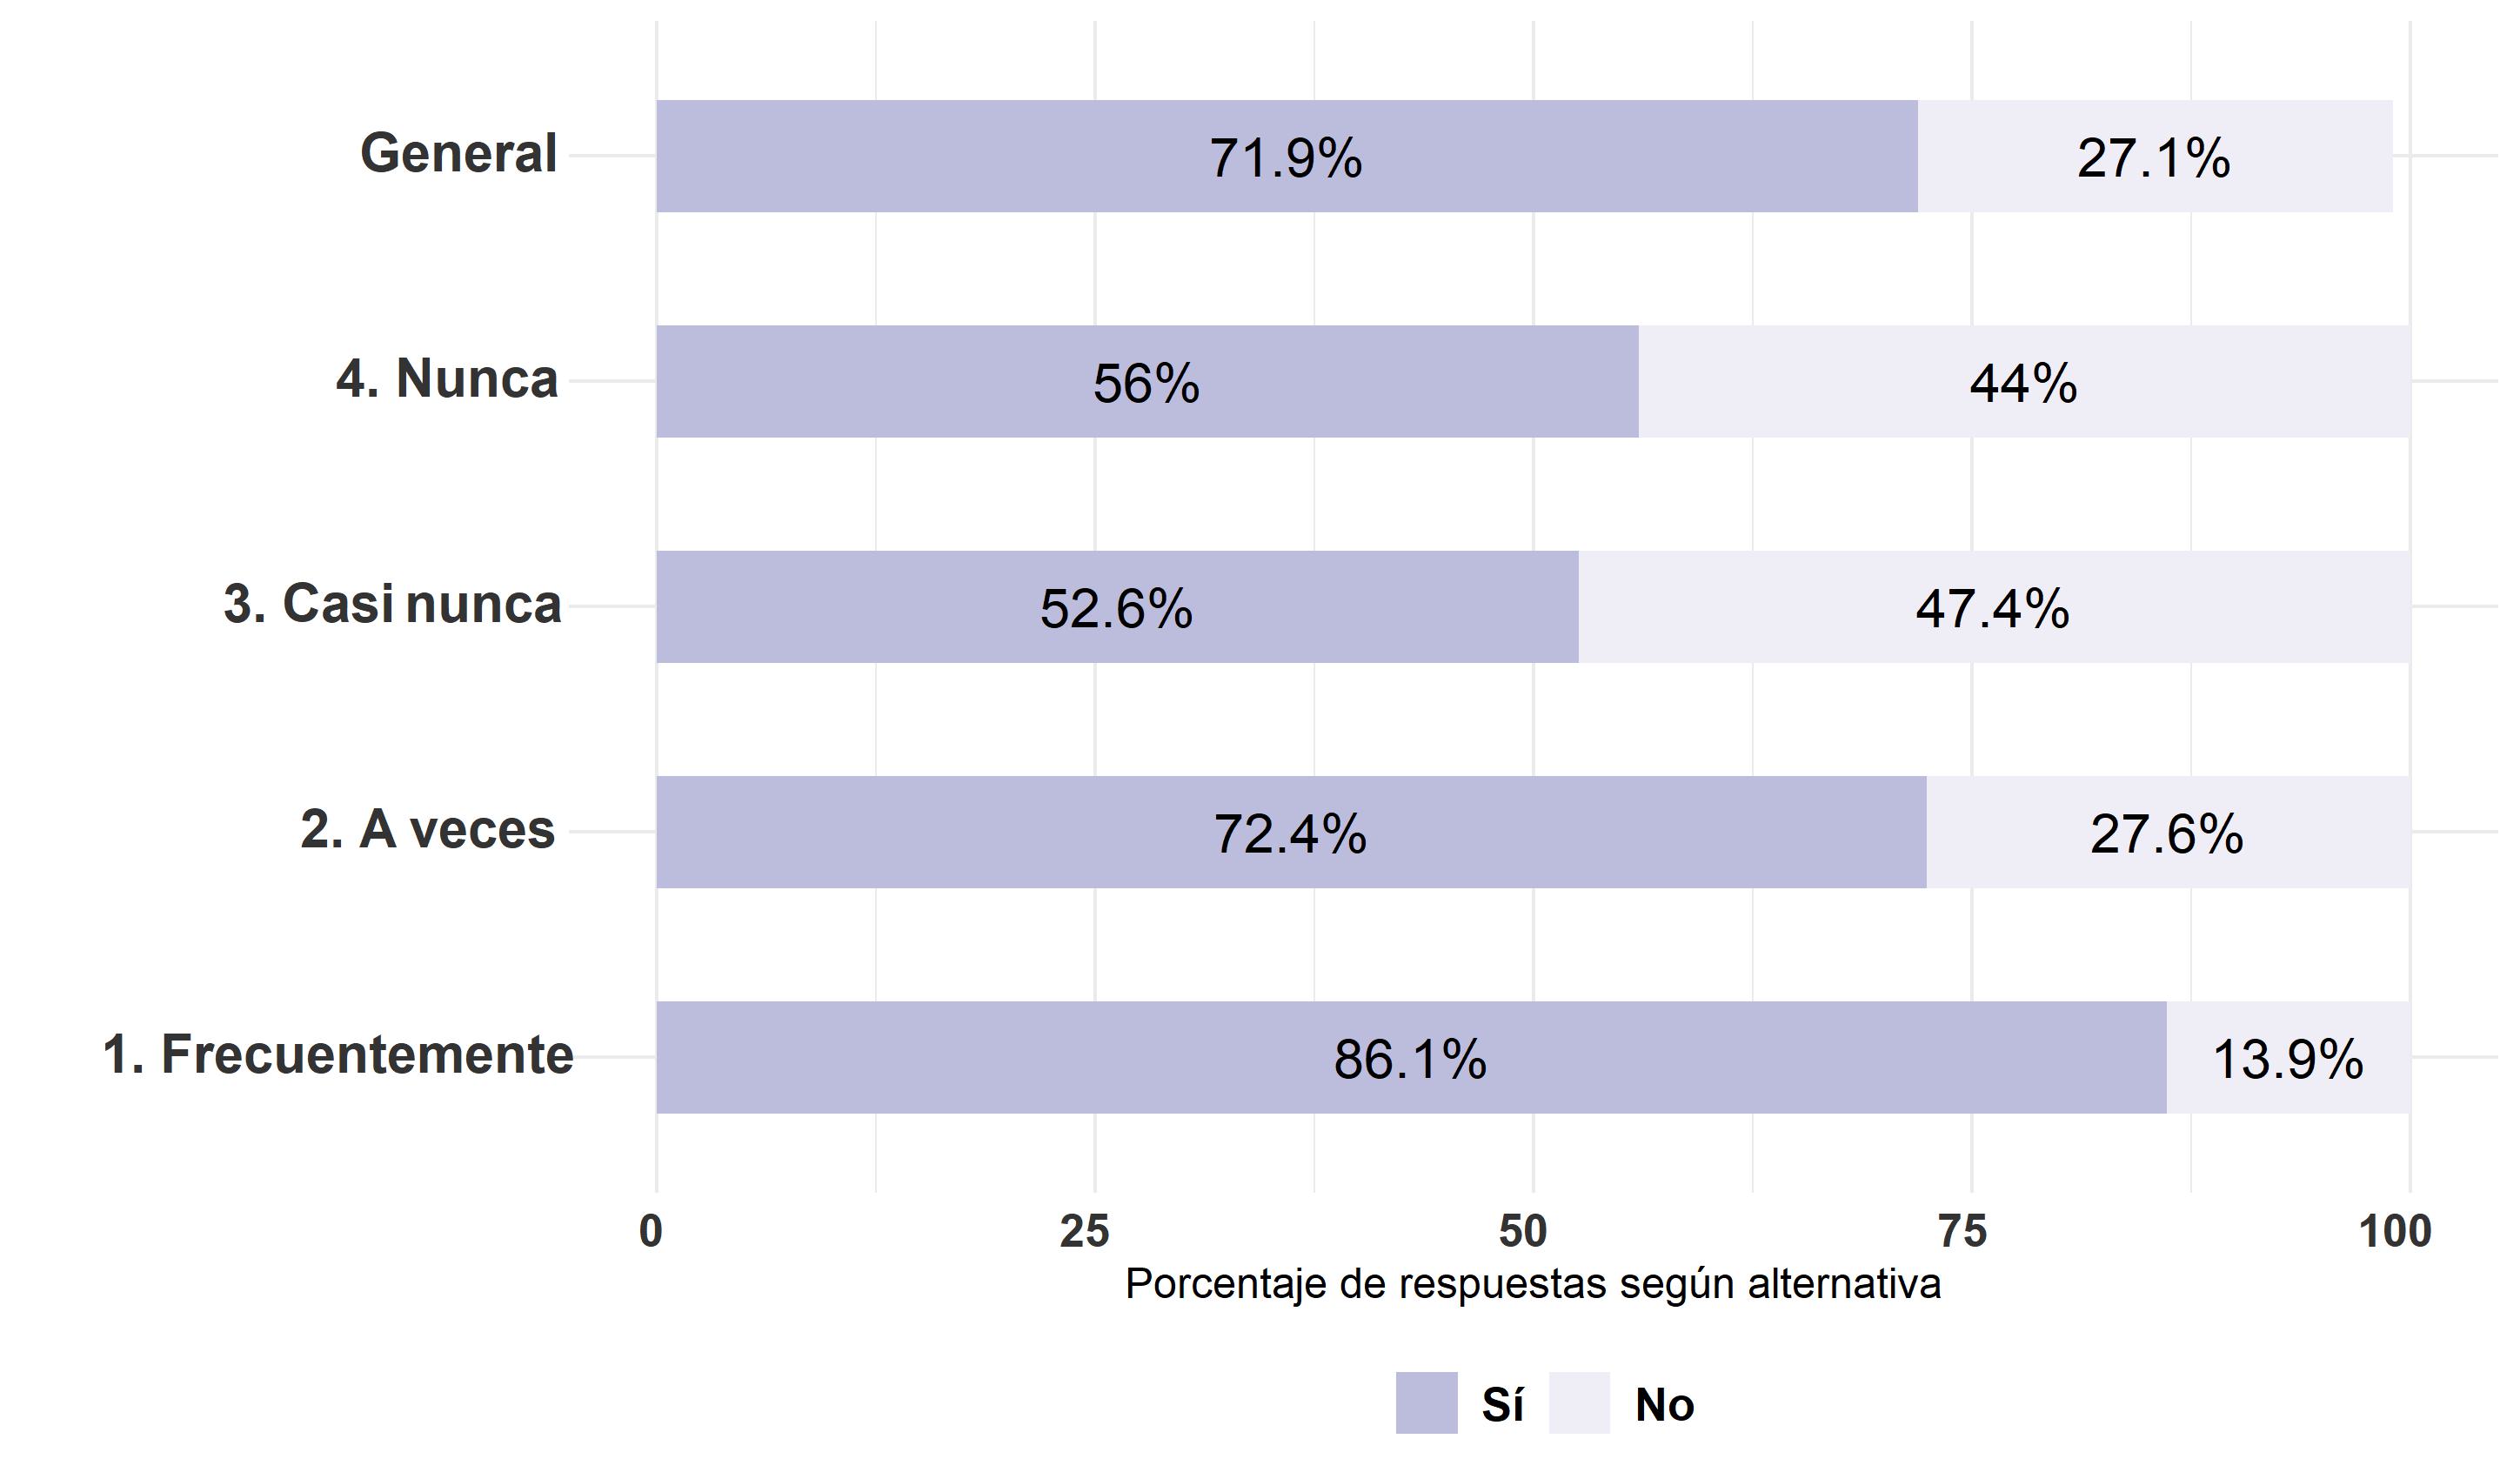 General 71.9% 27.1%
4. Nunca 56% 44%
3. Casi nunca 52.6% 47.4%
2. A veces 72.4% 27.6%
1. Frecuentemente 86.1% 13.9%
0 25 50 75 100
Porcentaje de respuestas según alternativa
Sí No